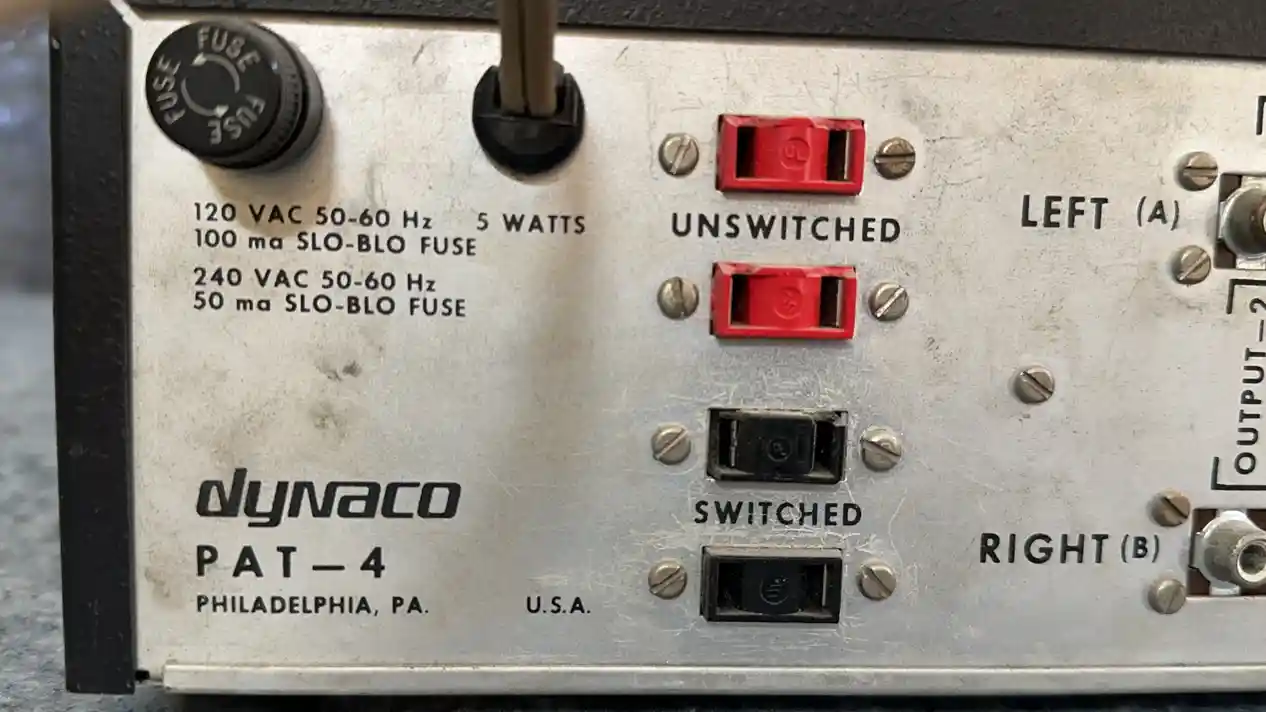 FUSE FUSE FUSE
120 VAC 50-60 Hz 5 WATTS
100 ma SLO-BLO FUSE
240 VAC 50-60 Hz
50 ma SLO-BLO FUSE
UNSWITCHED
LEFT (A)
OUTPUT-2
SWITCHED
RIGHT (B)
dynaco
PAT-4
PHILADELPHIA, PA. U.S.A.